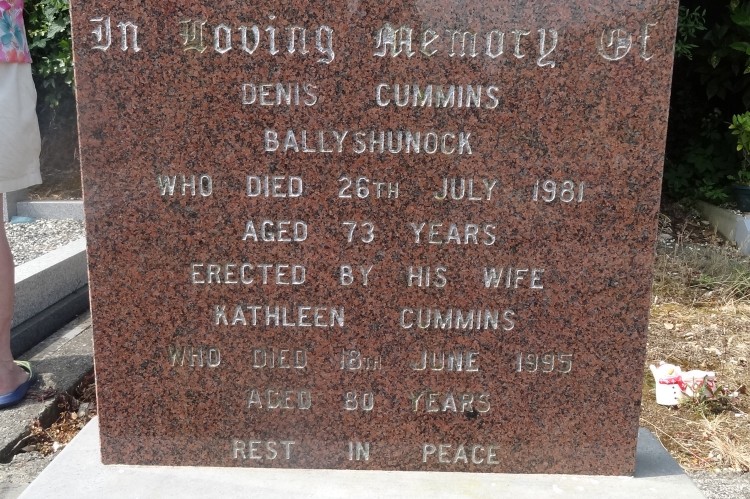 In Loving Memory Of
DENIS CUMMINS
BALLYSHUNOCK
WHO DIED 26TH JULY 1981
AGED 73 YEARS
ERECTED BY HIS WIFE
KATHLEEN CUMMINS
WHO DIED 18TH JUNE 1995
AGED 80 YEARS
REST IN PEACE